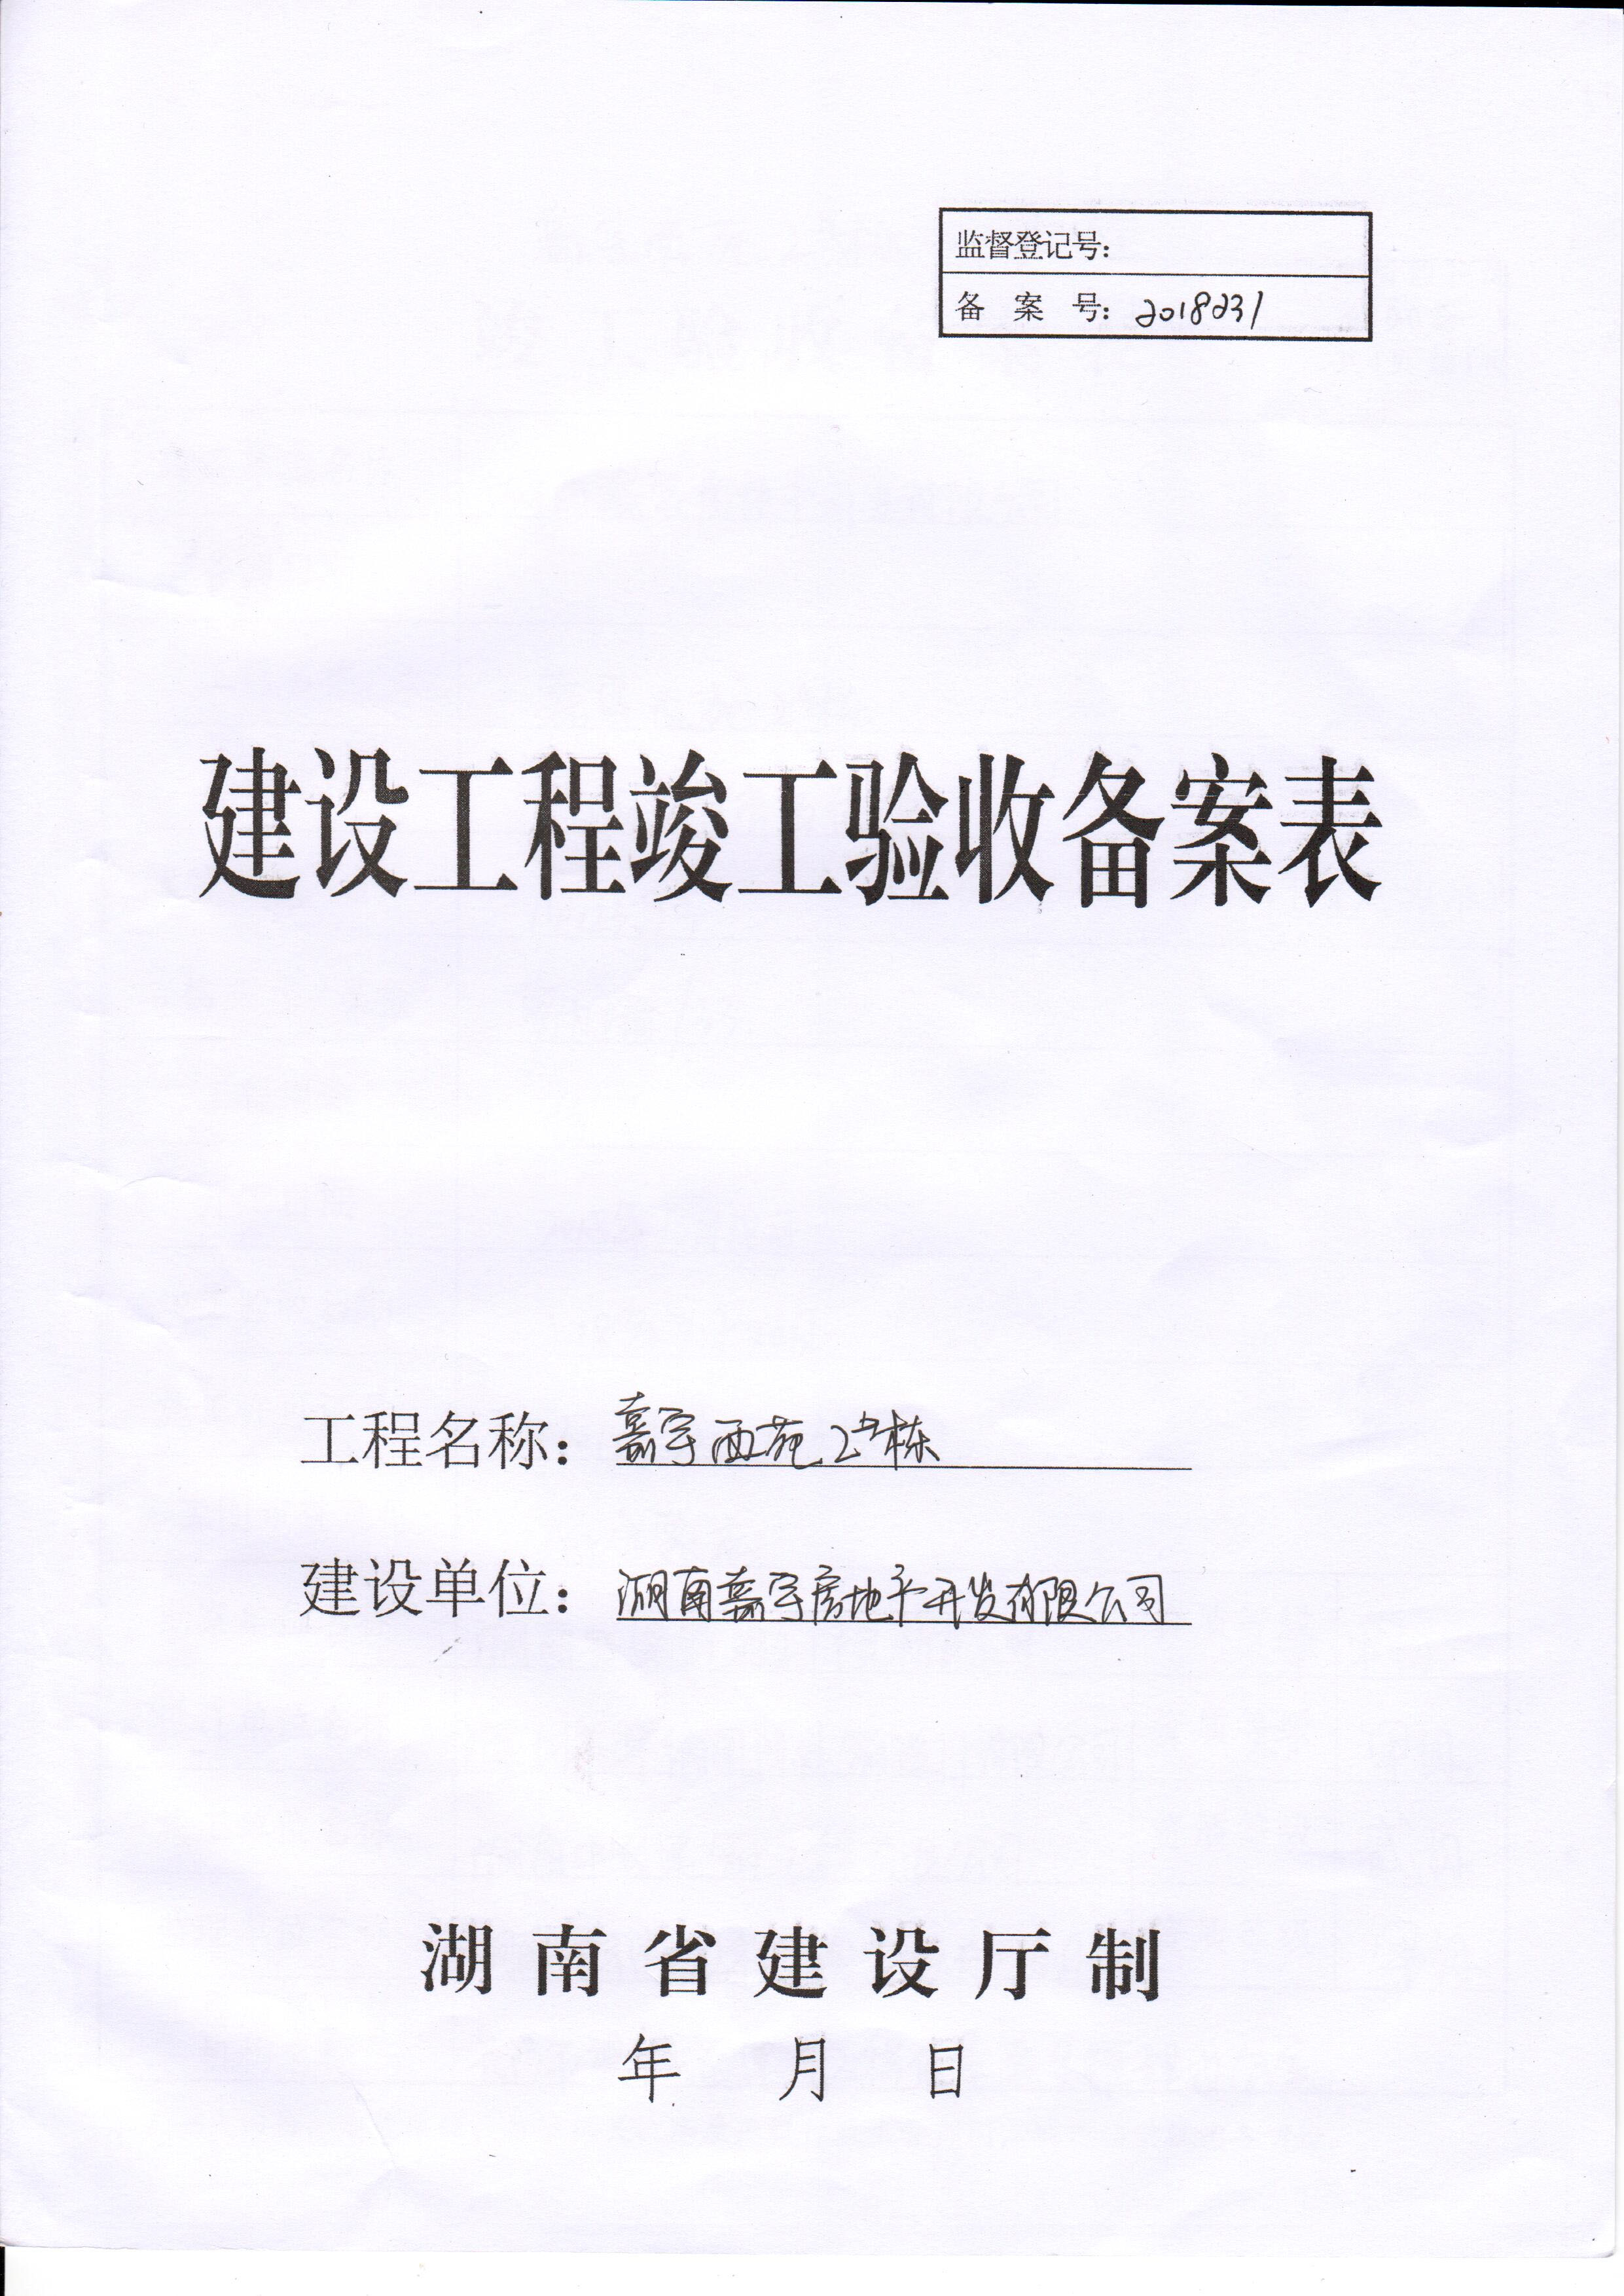 监督登记号：
备 案 号：2018231
建设工程竣工验收备案表
工程名称：嘉宇西苑2#栋
建设单位：湖南嘉宇房地产开发有限公司
湖南省建设厅制
年 月 日